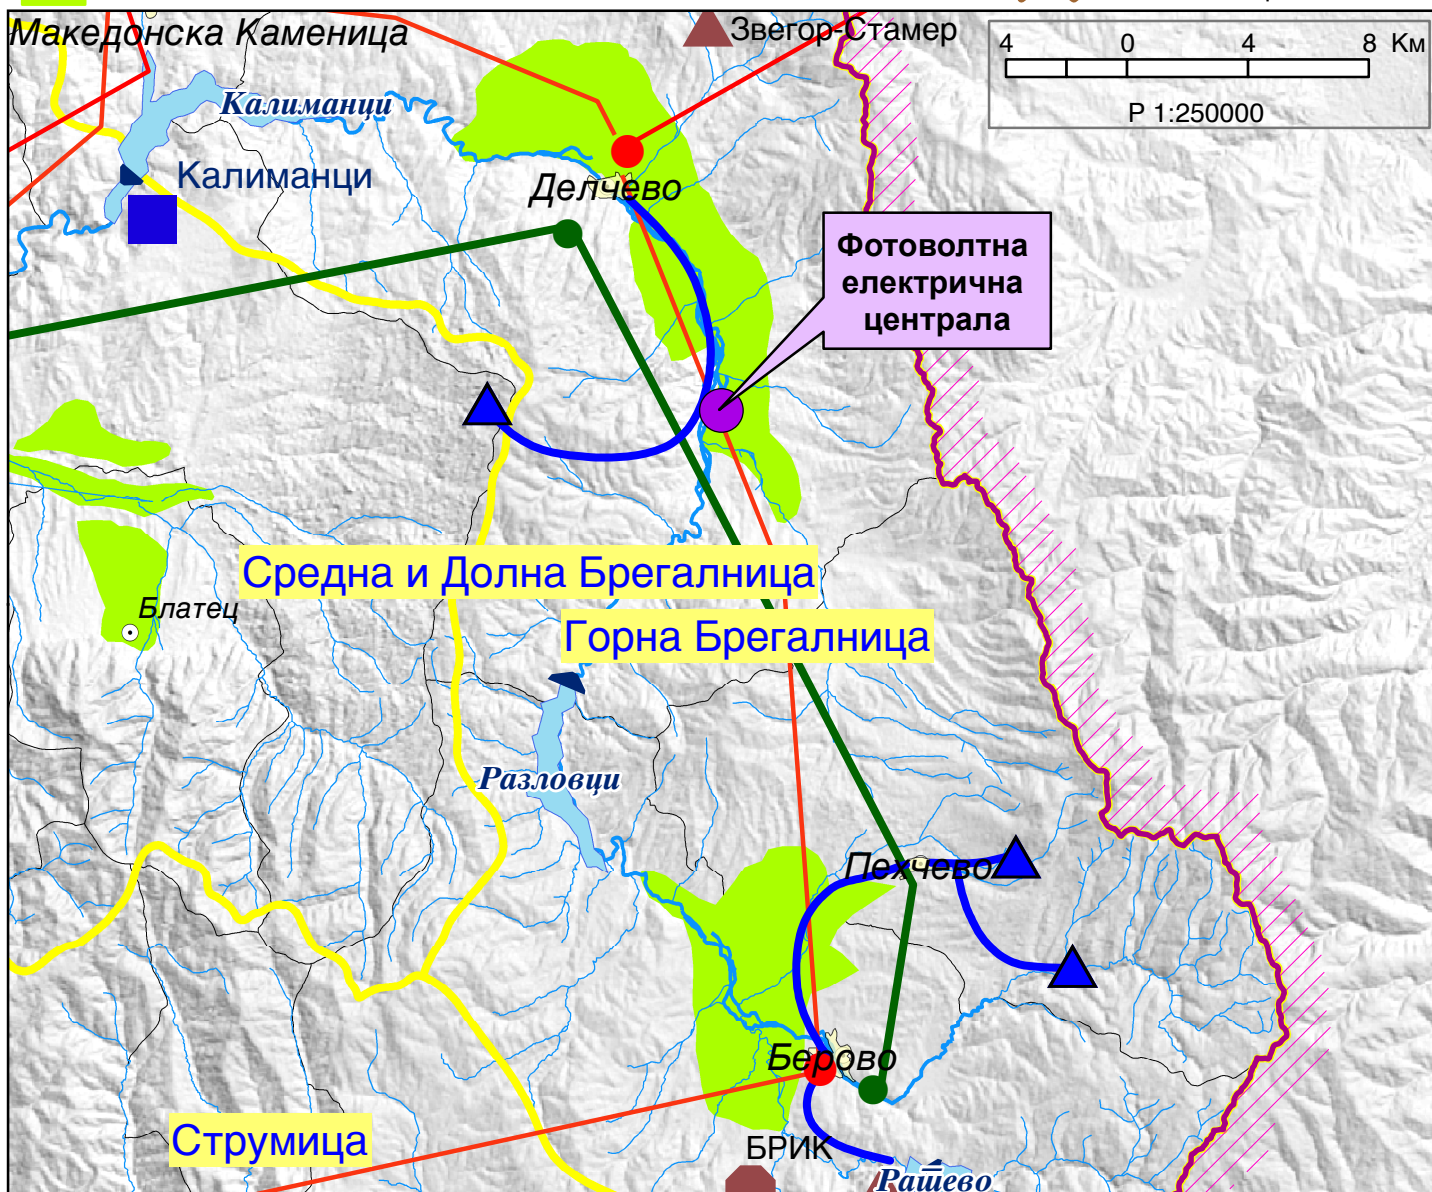 Македонска Каменица
Звегор-Стамер
4 0 4 8 Км
Р 1:250000
Калиманци
Калиманци
Делчево
Фотоволтна
електрична
централа
Средна и Долна Брегалница
Блатец
Горна Брегалница
Разловци
Пехчево
Берово
Струмица
БРИК
Рашево